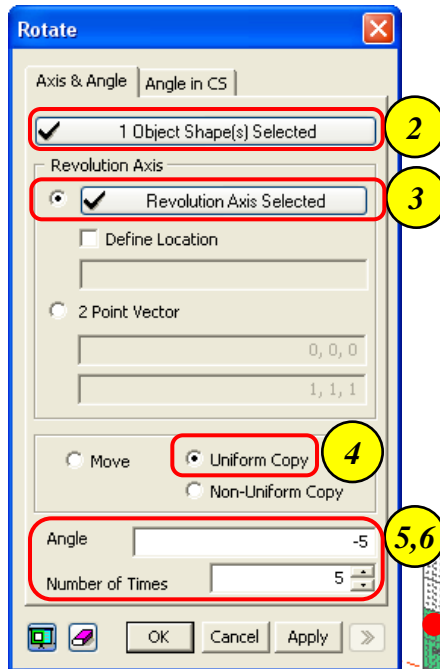 Rotate
Axis & Angle Angle in CS
1 Object Shape(s) Selected 2
Revolution Axis
Revolution Axis Selected 3
Define Location
2 Point Vector
0, 0, 0
1, 1, 1
Move Uniform Copy 4
Non-Uniform Copy
Angle -5 5,6
Number of Times 5
OK Cancel Apply >>